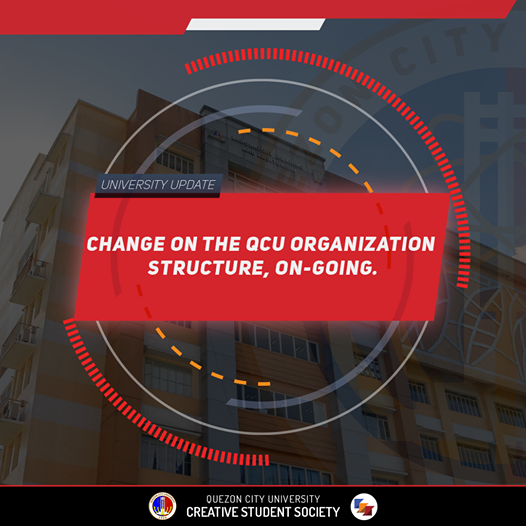 UNIVERSITY UPDATE
CHANGE ON THE QCU ORGANIZATION
STRUCTURE, ON-GOING.
QUEZON CITY UNIVERSITY
CREATIVE STUDENT SOCIETY